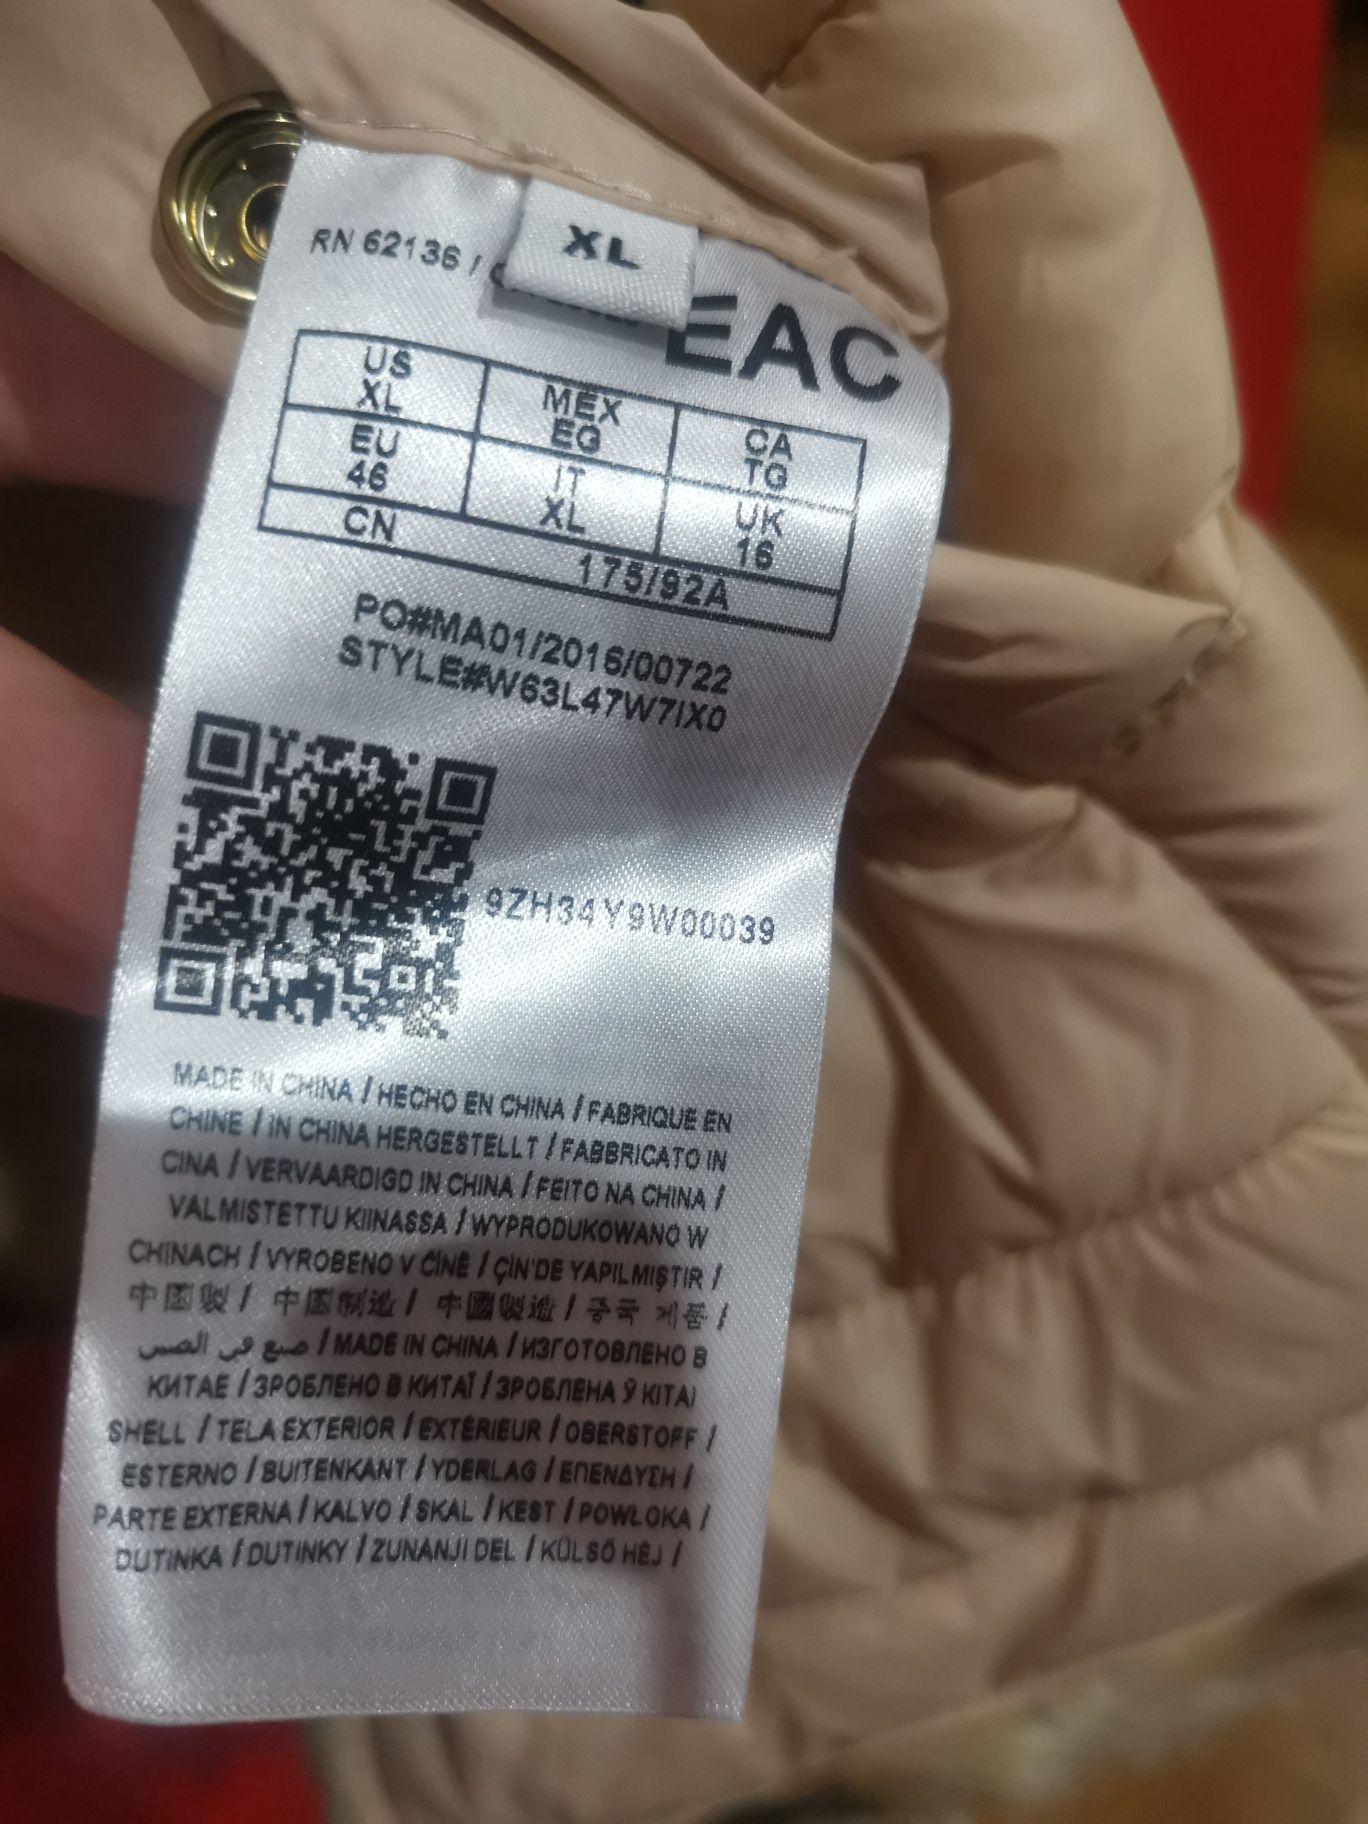 XL
RN 62136 /
EAC
US MEX CA
XL EG TG
EU IT UK
46 XL 16
CN 175/92A
PO#MA01/2016/00722
STYLE#W63L47W7IX0
9ZH34Y9W00039
MADE IN CHINA / HECHO EN CHINA / FABRIQUE EN
CHINE / IN CHINA HERGESTELLT / FABBRICATO IN
CINA / VERVAARDIGD IN CHINA / FEITO NA CHINA /
VALMISTETTU KIINASSA / WYPRODUKOWANO W
CHINACH / VYROBENO V ČÍNĚ / ÇİN'DE YAPILMIŞTIR /
中国製 / 中国制造 / 中國製造 / 중국 제품 /
صنع في الصين / MADE IN CHINA / ИЗГОТОВЛЕНО В
КИТАЕ / ЗРОБЛЕНО В КИТАЇ / ЗРОБЛЕНА Ў КІТАІ
SHELL / TELA EXTERIOR / EXTÉRIEUR / OBERSTOFF /
ESTERNO / BUITENKANT / YDERLAG / ΕΠΕΝΔΥΣΗ /
PARTE EXTERNA / KALVO / SKAL / KEST / POWŁOKA /
DUTINKA / DUTINKY / ZUNANJI DEL / KÜLSŐ HÉJ /